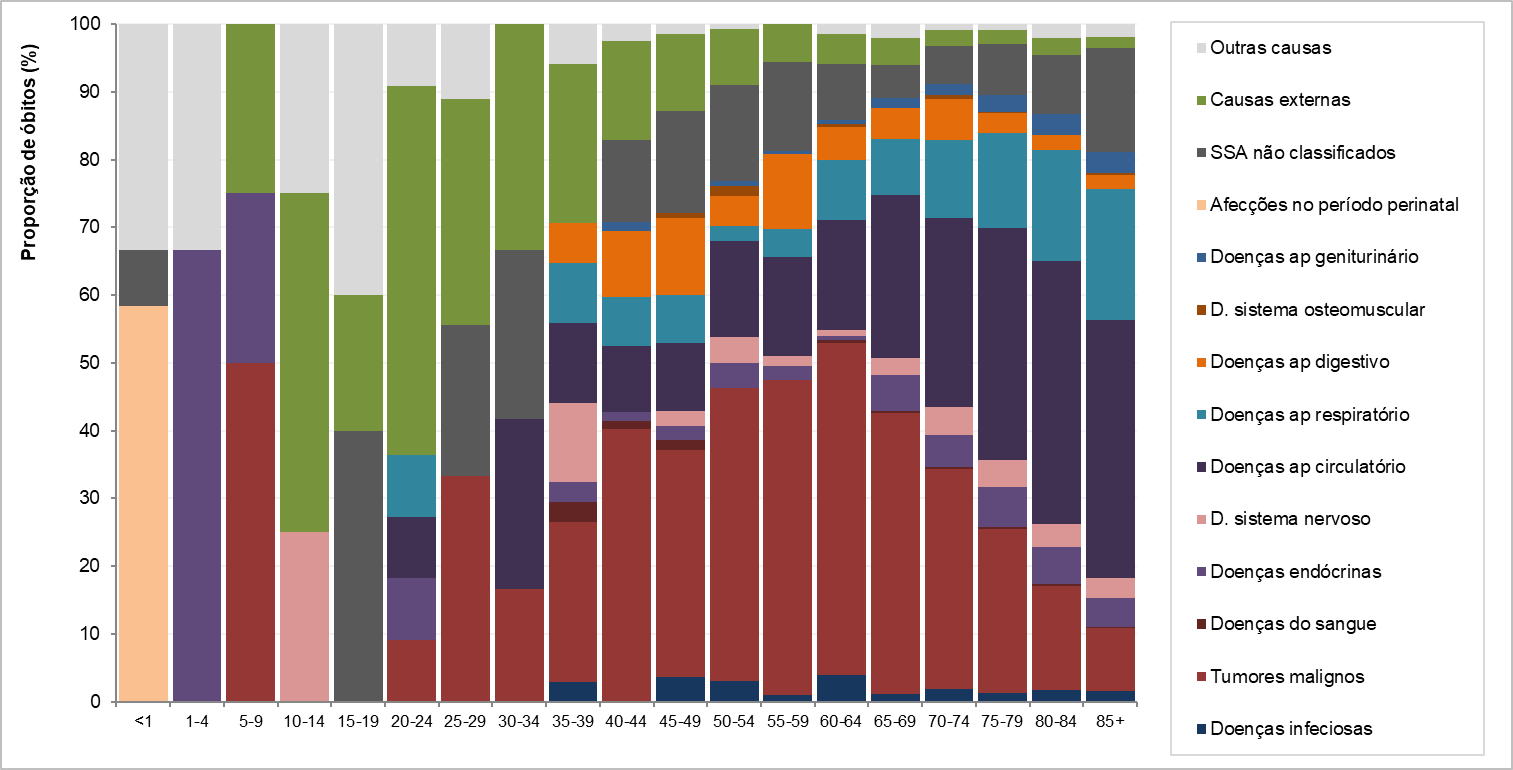 Proporção de óbitos (%)
100
90
80
70
60
50
40
30
20
10
0
<1 1-4 5-9 10-14 15-19 20-24 25-29 30-34 35-39 40-44 45-49 50-54 55-59 60-64 65-69 70-74 75-79 80-84 85+
Outras causas
Causas externas
SSA não classificados
Afecções no período perinatal
Doenças ap geniturinário
D. sistema osteomuscular
Doenças ap digestivo
Doenças ap respiratório
Doenças ap circulatório
D. sistema nervoso
Doenças endócrinas
Doenças do sangue
Tumores malignos
Doenças infeciosas